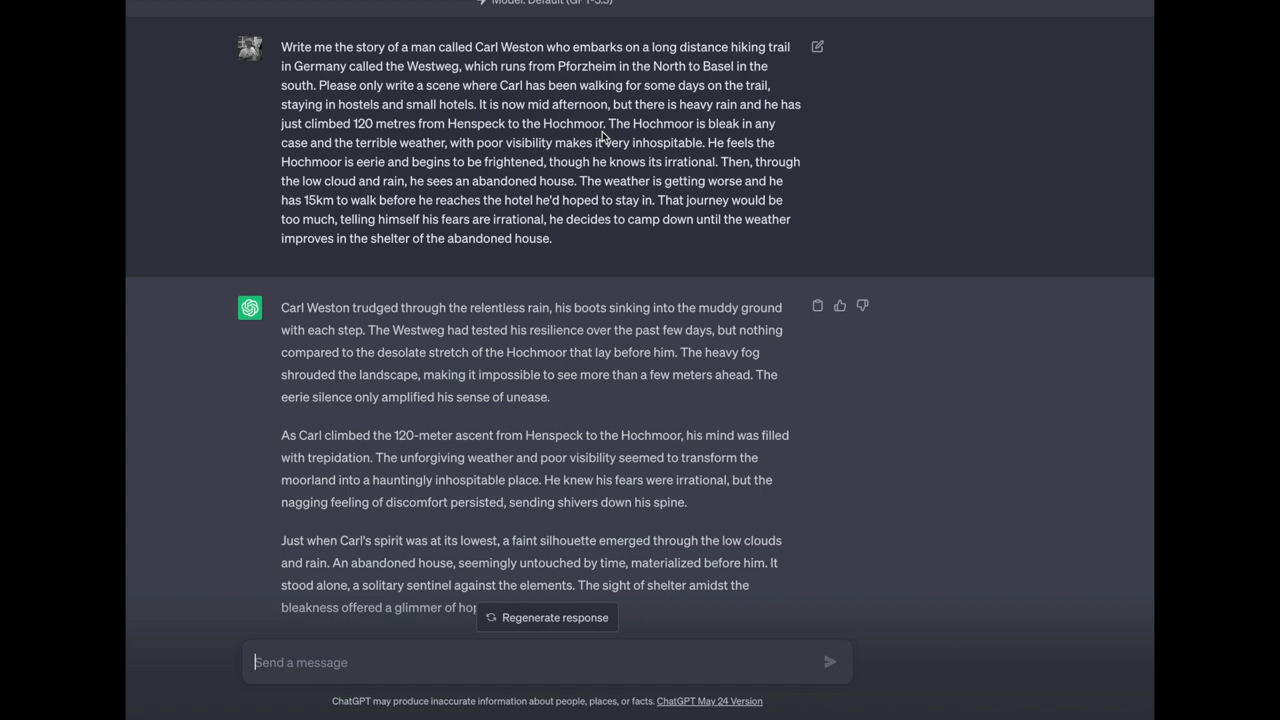 Model: Default (GPT-3.5)
Write me the story of a man called Carl Weston who embarks on a long distance hiking trail
in Germany called the Westweg, which runs from Pforzheim in the North to Basel in the
south. Please only write a scene where Carl has been walking for some days on the trail,
staying in hostels and small hotels. It is now mid afternoon, but there is heavy rain and he has
just climbed 120 metres from Henspeck to the Hochmoor. The Hochmoor is bleak in any
case and the terrible weather, with poor visibility makes it very inhospitable. He feels the
Hochmoor is eerie and begins to be frightened, though he knows its irrational. Then, through
the low cloud and rain, he sees an abandoned house. The weather is getting worse and he
has 15km to walk before he reaches the hotel he'd hoped to stay in. That journey would be
too much, telling himself his fears are irrational, he decides to camp down until the weather
improves in the shelter of the abandoned house.
Carl Weston trudged through the relentless rain, his boots sinking into the muddy ground
with each step. The Westweg had tested his resilience over the past few days, but nothing
compared to the desolate stretch of the Hochmoor that lay before him. The heavy fog
shrouded the landscape, making it impossible to see more than a few meters ahead. The
eerie silence only amplified his sense of unease.
As Carl climbed the 120-meter ascent from Henspeck to the Hochmoor, his mind was filled
with trepidation. The unforgiving weather and poor visibility seemed to transform the
moorland into a hauntingly inhospitable place. He knew his fears were irrational, but the
nagging feeling of discomfort persisted, sending shivers down his spine.
Just when Carl's spirit was at its lowest, a faint silhouette emerged through the low clouds
and rain. An abandoned house, seemingly untouched by time, materialized before him. It
stood alone, a solitary sentinel against the elements. The sight of shelter amidst the
bleakness offered a glimmer of
Regenerate response
Send a message
ChatGPT may produce inaccurate information about people, places, or facts. ChatGPT May 24 Version